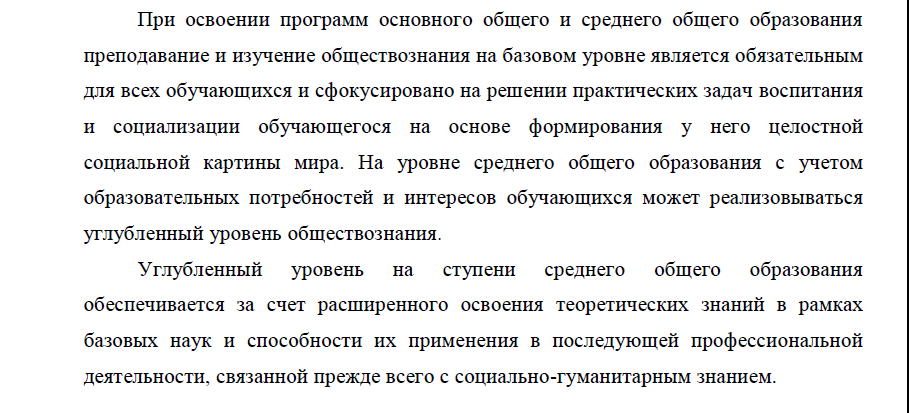 При освоении программ основного общего и среднего общего образования
преподавание и изучение обществознания на базовом уровне является обязательным
для всех обучающихся и сфокусировано на решении практических задач воспитания
и социализации обучающегося на основе формирования у него целостной
социальной картины мира. На уровне среднего общего образования с учетом
образовательных потребностей и интересов обучающихся может реализовываться
углубленный уровень обществознания.
Углубленный уровень на ступени среднего общего образования
обеспечивается за счет расширенного освоения теоретических знаний в рамках
базовых наук и способности их применения в последующей профессиональной
деятельности, связанной прежде всего с социально-гуманитарным знанием.